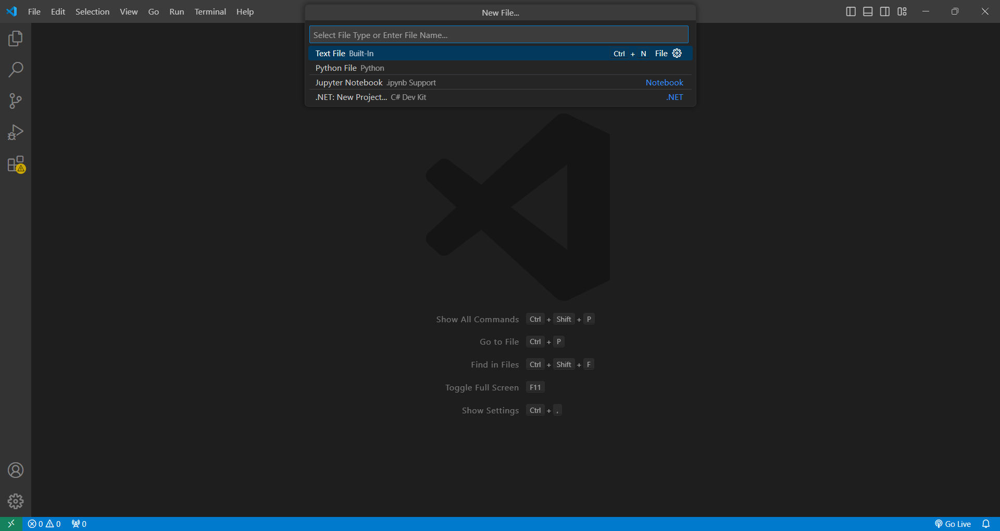 File Edit Selection View Go Run Terminal Help
New File...
Select File Type or Enter File Name...
Text File Built-In Ctrl + N File
Python File Python
Jupyter Notebook .ipynb Support Notebook
.NET: New Project... C# Dev Kit .NET
Show All Commands Ctrl + Shift + P
Go to File Ctrl + P
Find in Files Ctrl + Shift + F
Toggle Full Screen F11
Show Settings Ctrl + ,
0 0 0 Go Live